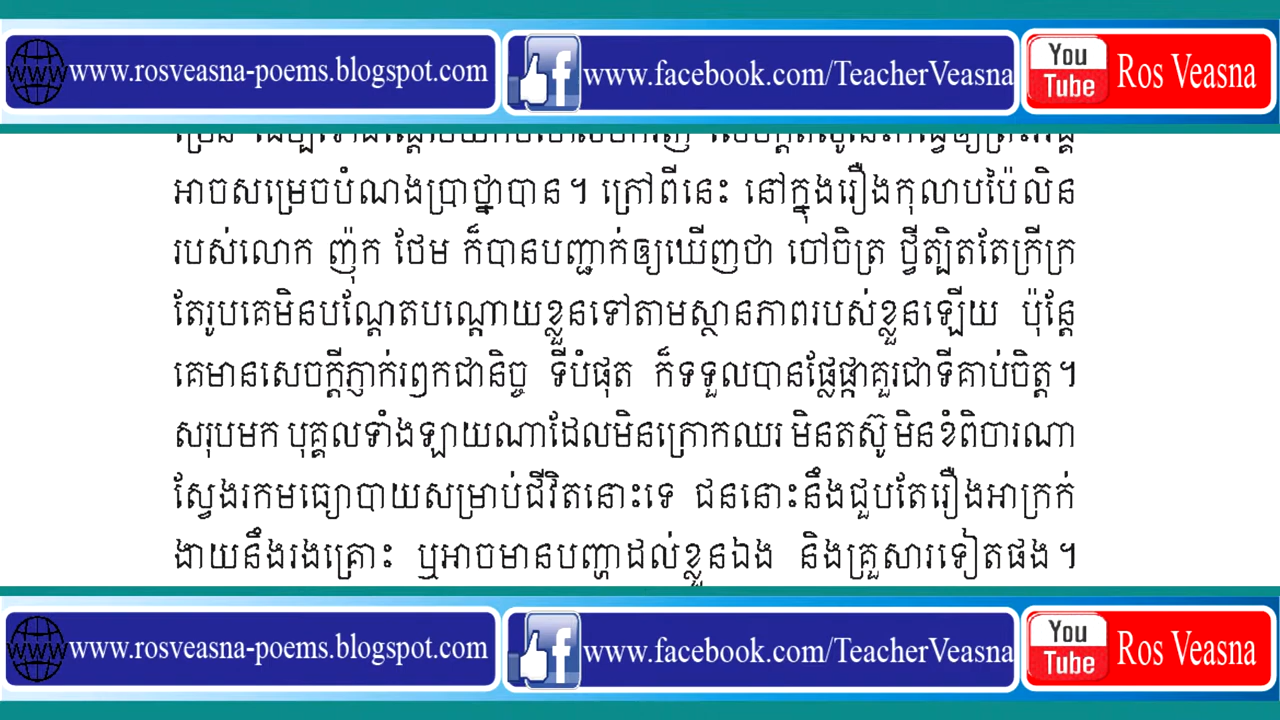 www.rosveasna-poems.blogspot.com www.facebook.com/TeacherVeasna You Tube Ros Veasna
អាចសម្រេចបំណងប្រាថ្នាបាន។ ក្រៅពីនេះ នៅក្នុងរឿងកុលាបប៉ៃលិន
របស់លោក ញ៉ុក ថែម ក៏បានបញ្ជាក់ឲ្យឃើញថា ចៅចិត្រ ថ្វីត្បិតតែក្រីក្រ
តែរូបគេមិនបណ្ដែតបណ្ដោយខ្លួនទៅតាមស្ថានភាពរបស់ខ្លួនឡើយ ប៉ុន្តែ
គេមានសេចក្ដីភ្ញាក់រឭកជានិច្ច ទីបំផុត ក៏ទទួលបានផ្លែផ្កាគួរជាទីគាប់ចិត្ត។
សរុបមក បុគ្គលទាំងឡាយណាដែលមិនក្រោកឈរ មិនតស៊ូ មិនខំពិចារណា
ស្វែងរកមធ្យោបាយសម្រាប់ជីវិតនោះទេ ជននោះនឹងជួបតែរឿងអាក្រក់
ងាយនឹងរងគ្រោះ ឬអាចមានបញ្ហាដល់ខ្លួនឯង និងគ្រួសារទៀតផង។
www.rosveasna-poems.blogspot.com www.facebook.com/TeacherVeasna You Tube Ros Veasna